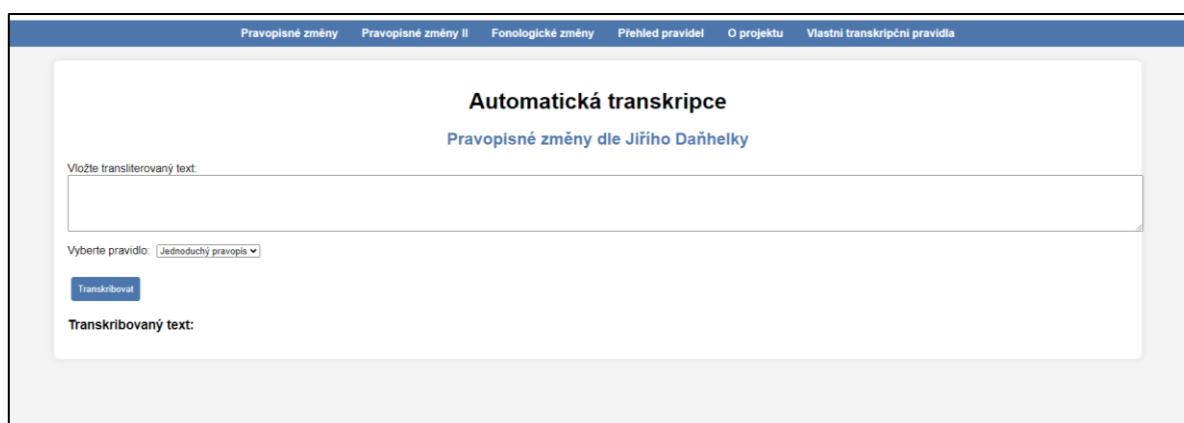 Pravopisné změny Pravopisné změny II Fonologické změny Přehled pravidel O projektu Vlastní transkripční pravidla
Automatická transkripce
Pravopisné změny dle Jiřího Daňhelky
Vložte transliterovaný text:
Vyberte pravidlo: Jednoduchý pravopis
Transkribovat
Transkribovaný text: